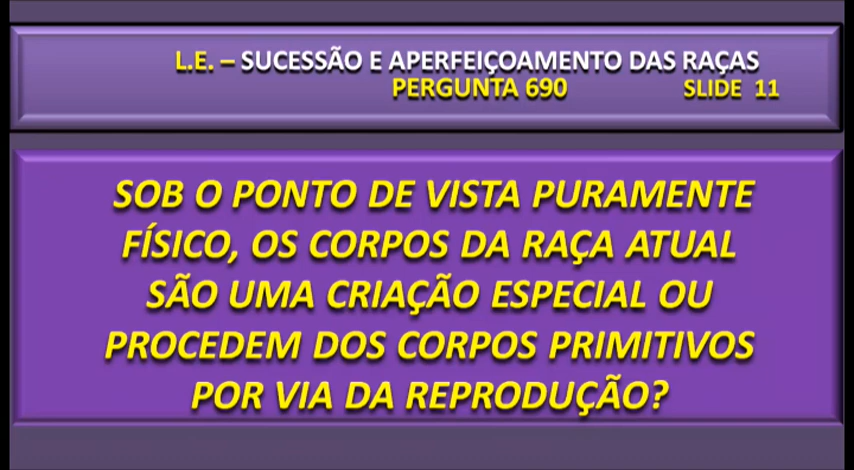 L.E. – SUCESSÃO E APERFEIÇOAMENTO DAS RAÇAS
PERGUNTA 690 SLIDE 11
SOB O PONTO DE VISTA PURAMENTE
FÍSICO, OS CORPOS DA RAÇA ATUAL
SÃO UMA CRIAÇÃO ESPECIAL OU
PROCEDEM DOS CORPOS PRIMITIVOS
POR VIA DA REPRODUÇÃO?